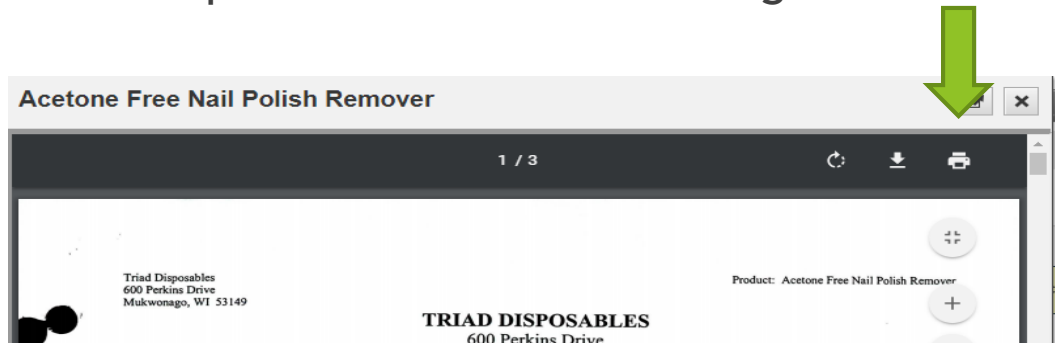 Acetone Free Nail Polish Remover
1 / 3
Triad Disposables
600 Perkins Drive
Mukwonago, WI 53149
Product: Acetone Free Nail Polish Remover
TRIAD DISPOSABLES
600 Perkins Drive